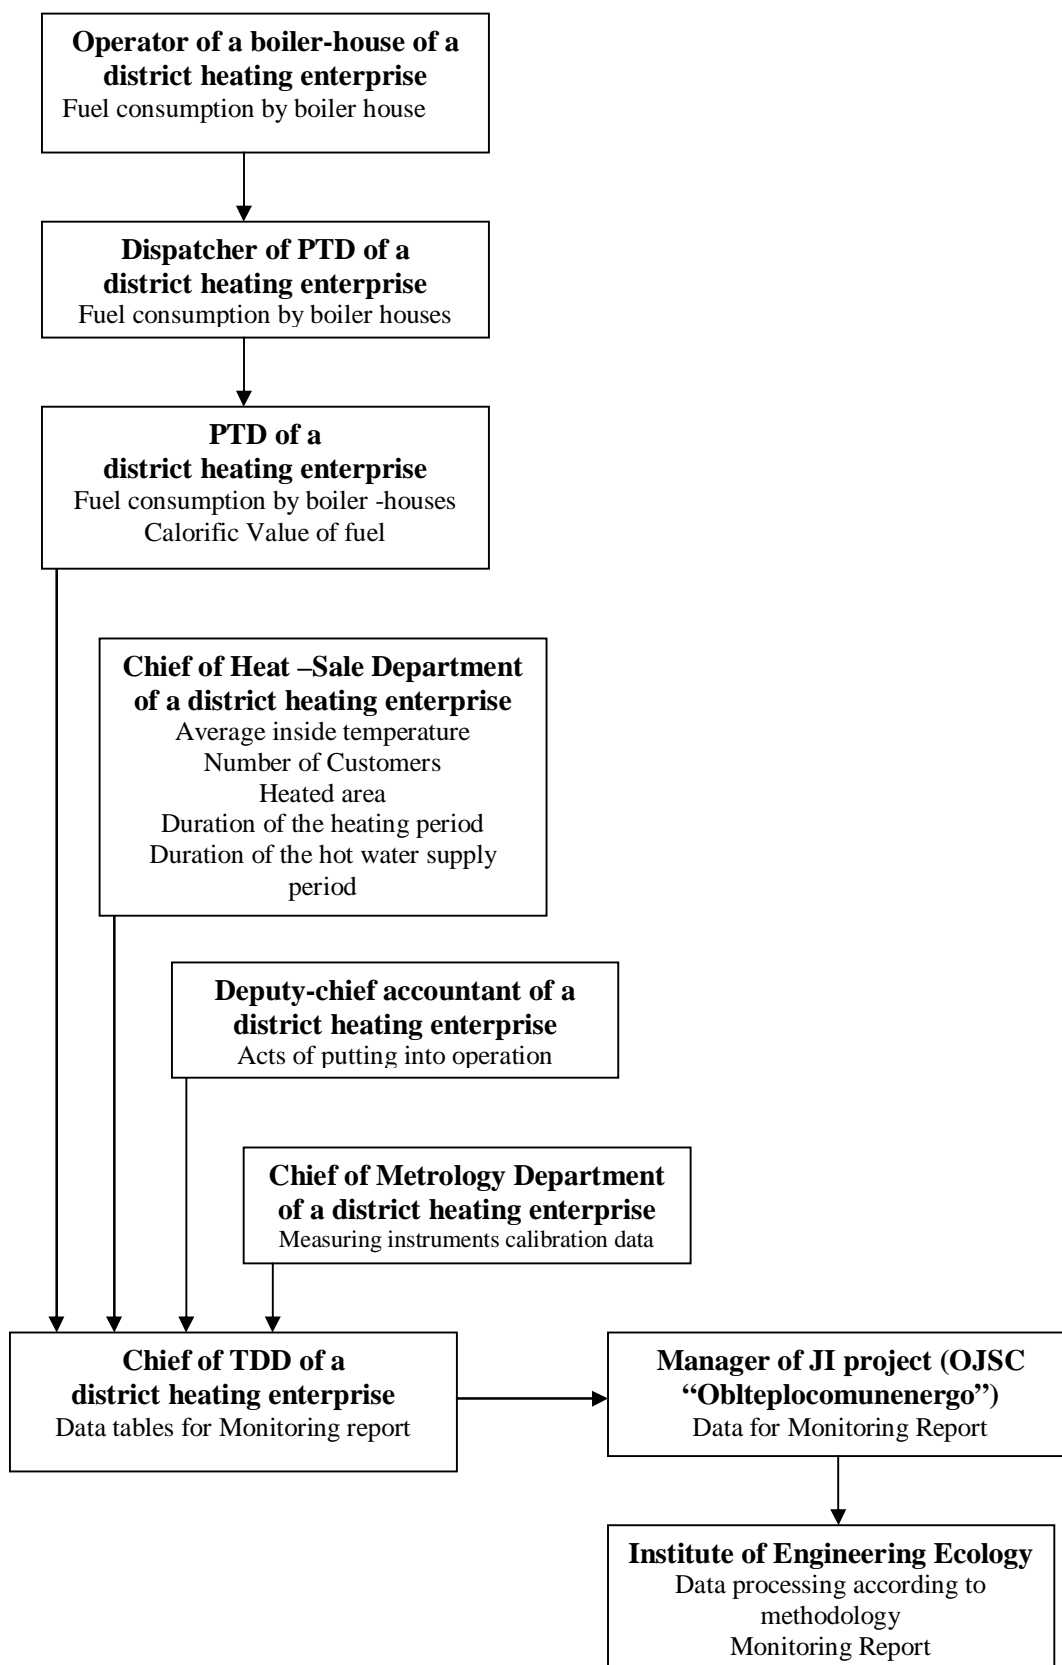 Operator of a boiler-house of a
district heating enterprise
Fuel consumption by boiler house
Dispatcher of PTD of a
district heating enterprise
Fuel consumption by boiler houses
PTD of a
district heating enterprise
Fuel consumption by boiler -houses
Calorific Value of fuel
Chief of Heat –Sale Department
of a district heating enterprise
Average inside temperature
Number of Customers
Heated area
Duration of the heating period
Duration of the hot water supply
period
Deputy-chief accountant of a
district heating enterprise
Acts of putting into operation
Chief of Metrology Department
of a district heating enterprise
Measuring instruments calibration data
Chief of TDD of a
district heating enterprise
Data tables for Monitoring report
Manager of JI project (OJSC
“Oblteplocomunenergo”)
Data for Monitoring Report
Institute of Engineering Ecology
Data processing according to
methodology
Monitoring Report